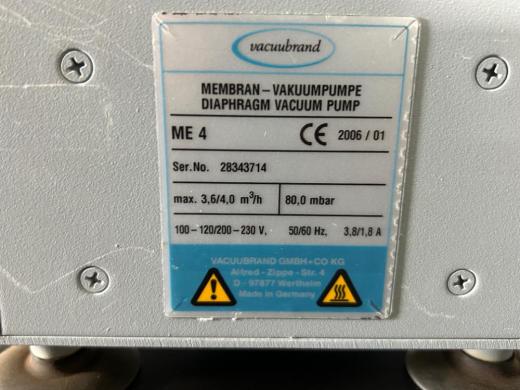 vacuubrand
MEMBRAN – VAKUUMPUMPE
DIAPHRAGM VACUUM PUMP
ME 4 CE 2006 / 01
Ser.No. 28343714
max. 3,6/4,0 m³/h 80,0 mbar
100–120/200–230 V, 50/60 Hz, 3,8/1,8 A
VACUUBRAND GMBH+CO KG
Alfred - Zippe - Str. 4
D - 97877 Wertheim
Made in Germany